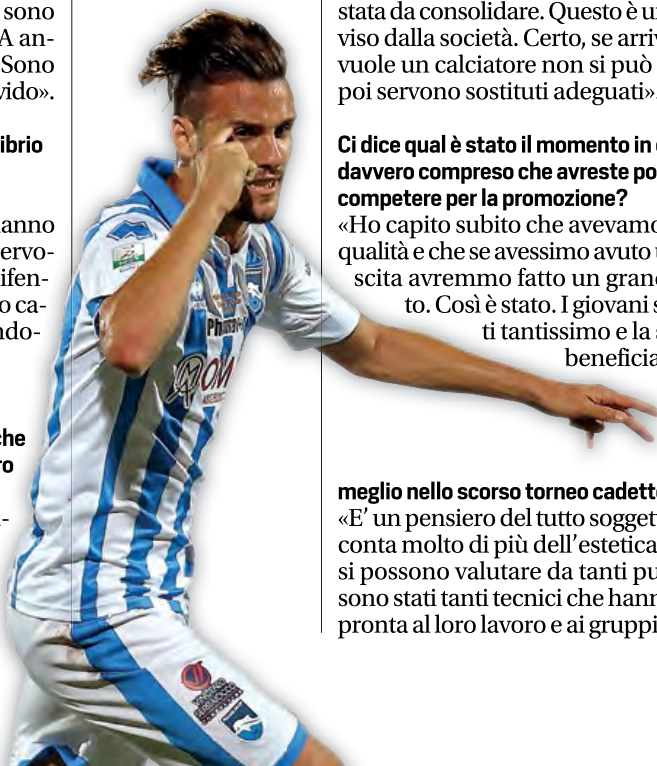 sono
A an-
Sono
vido».
ibrio
anno
ervo-
ifen-
o ca-
ndo-
che
ro
-
stata da consolidare. Questo è u
viso dalla società. Certo, se arriv
vuole un calciatore non si può
poi servono sostituti adeguati».
Ci dice qual è stato il momento in
davvero compreso che avreste po
competere per la promozione?
«Ho capito subito che avevamo
qualità e che se avessimo avuto
scita avremmo fatto un grand
to. Così è stato. I giovani s
ti tantissimo e la s
beneficia
meglio nello scorso torneo cadetto
«E’ un pensiero del tutto soggett
conta molto di più dell’estetica
si possono valutare da tanti pu
sono stati tanti tecnici che hann
pronta al loro lavoro e ai gruppi
OM